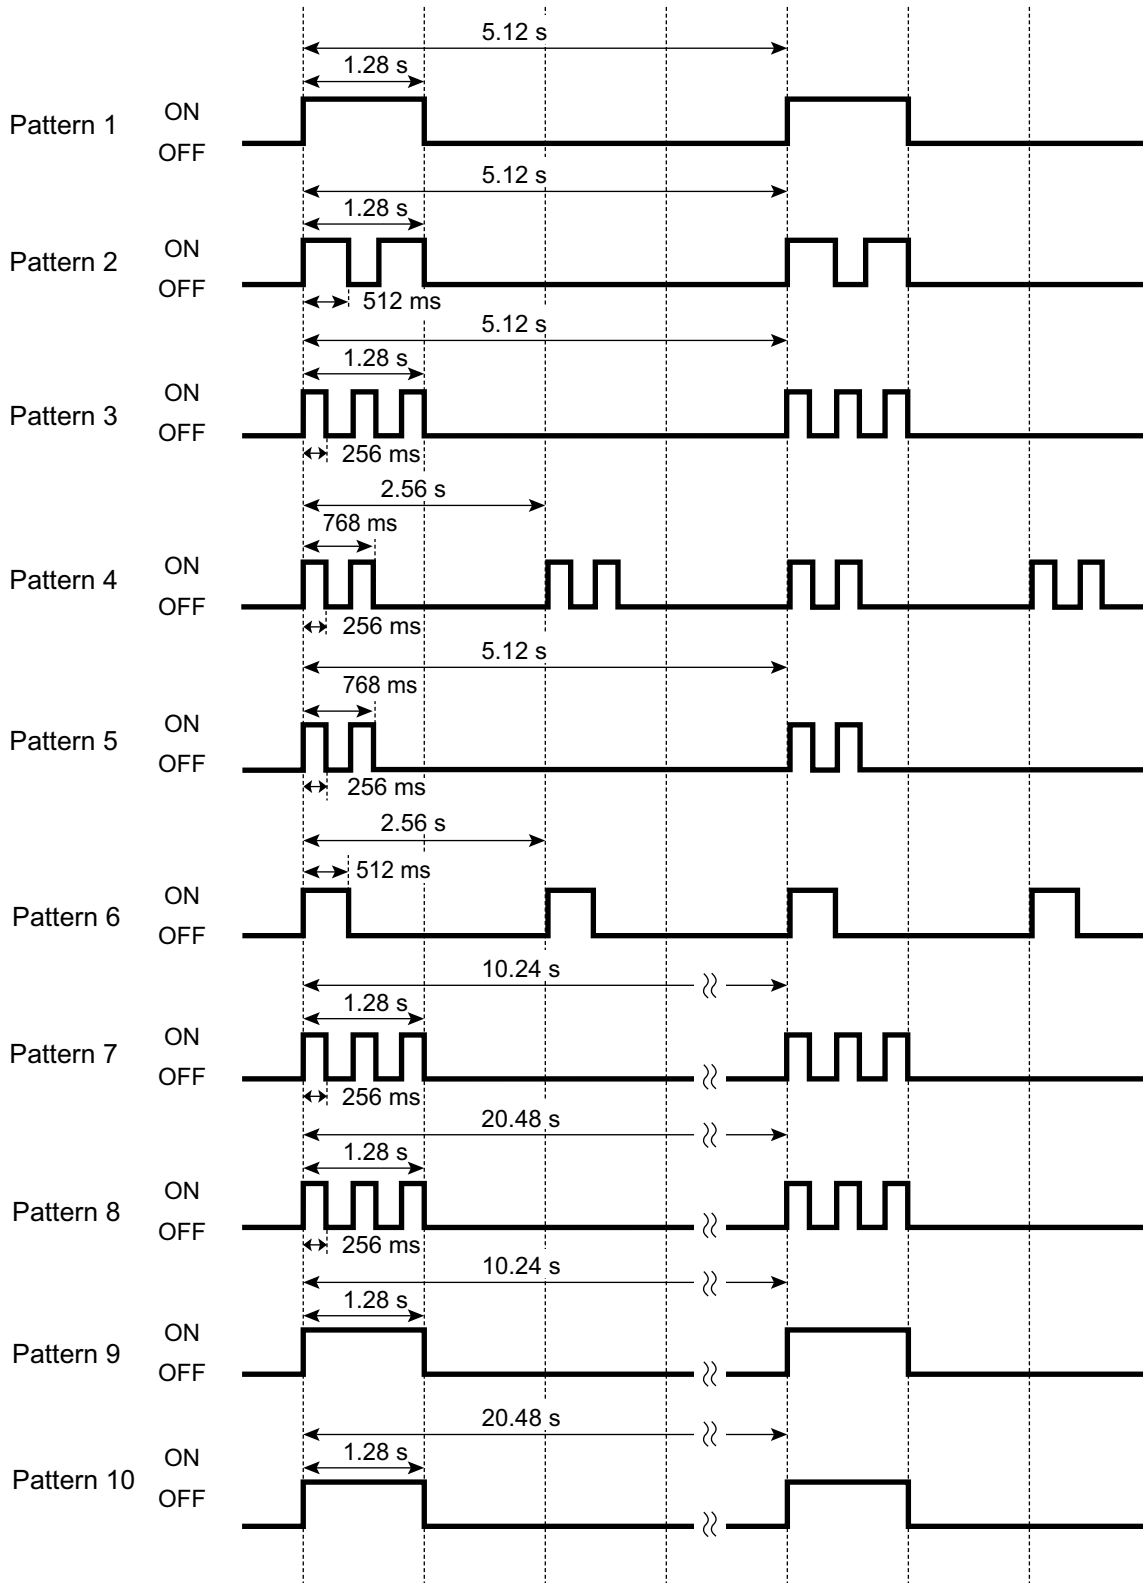 5.12 s
1.28 s
Pattern 1 ON
OFF
5.12 s
1.28 s
Pattern 2 ON
OFF
512 ms
5.12 s
1.28 s
Pattern 3 ON
OFF
256 ms
2.56 s
768 ms
Pattern 4 ON
OFF
256 ms
5.12 s
768 ms
Pattern 5 ON
OFF
256 ms
2.56 s
512 ms
Pattern 6 ON
OFF
10.24 s
1.28 s
Pattern 7 ON
OFF
256 ms
20.48 s
1.28 s
Pattern 8 ON
OFF
256 ms
10.24 s
1.28 s
Pattern 9 ON
OFF
20.48 s
1.28 s
Pattern 10 ON
OFF